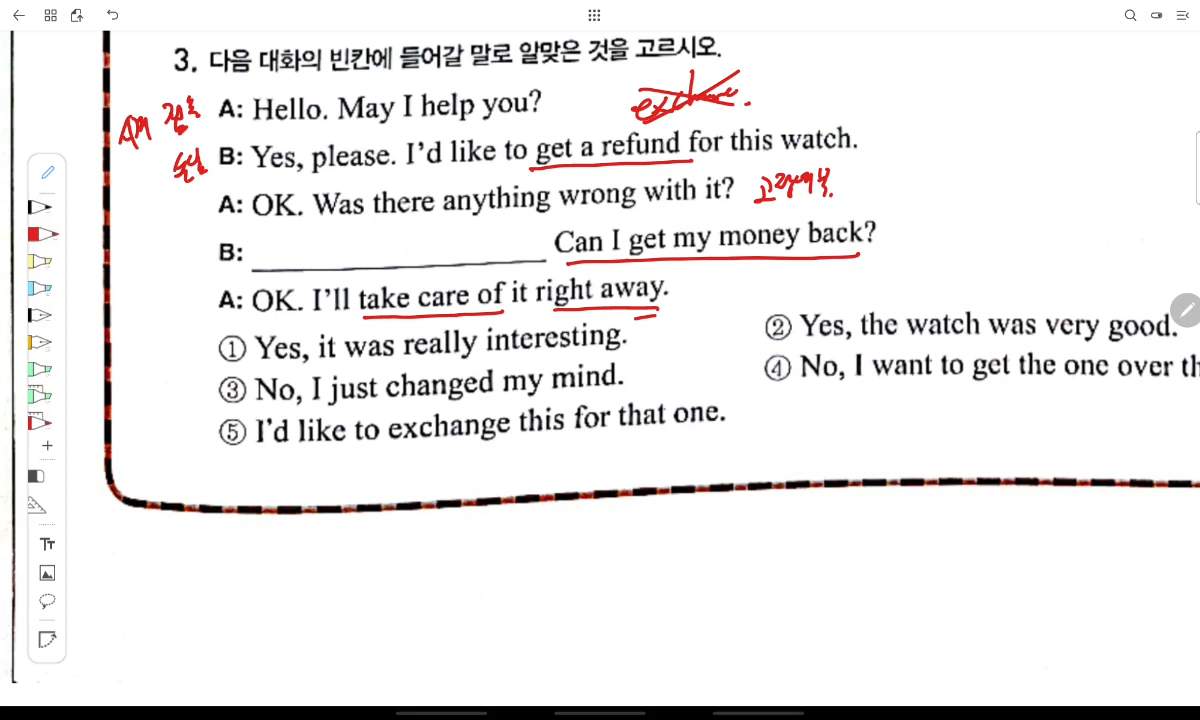 3. 다음 대화의 빈칸에 들어갈 말로 알맞은 것을 고르시오.
A: Hello. May I help you?
B: Yes, please. I'd like to get a refund for this watch.
A: OK. Was there anything wrong with it?
B: Can I get my money back?
A: OK. I'll take care of it right away.
① Yes, it was really interesting.
② Yes, the watch was very good.
③ No, I just changed my mind.
④ No, I want to get the one over th
⑤ I'd like to exchange this for that one.